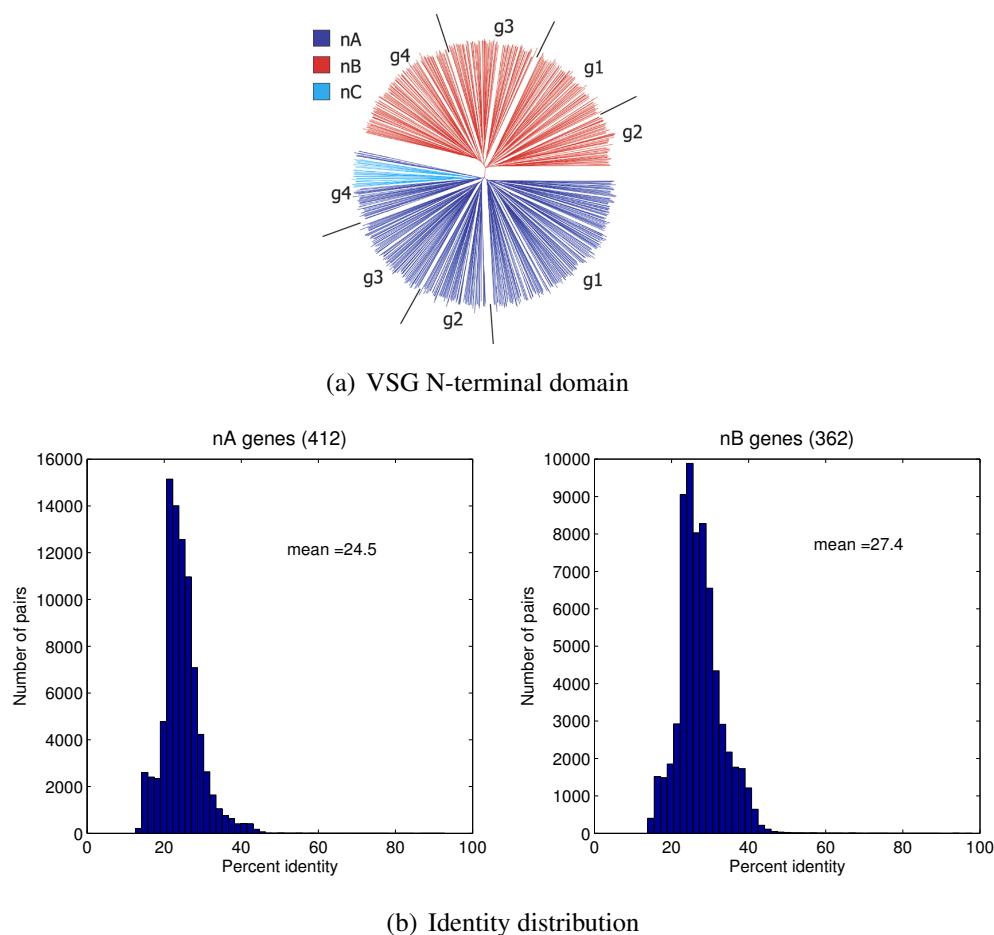 nA
nB
nC
g3
g4
g1
g2
g4
g3
g2
g1
(a) VSG N-terminal domain
nA genes (412)
16000
14000
12000
10000
8000
6000
4000
2000
0
Number of pairs
mean =24.5
0 20 40 60 80 100
Percent identity
nB genes (362)
10000
9000
8000
7000
6000
5000
4000
3000
2000
1000
0
Number of pairs
mean =27.4
0 20 40 60 80 100
Percent identity
(b) Identity distribution